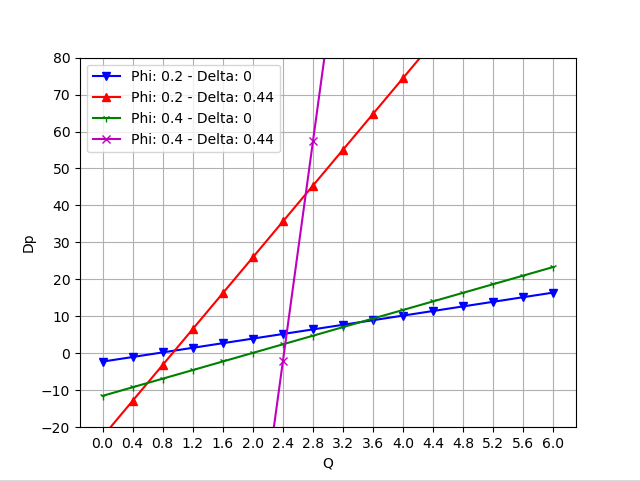 80
70
60
50
40
30
20
10
0
−10
−20
Dp
Phi: 0.2 - Delta: 0
Phi: 0.2 - Delta: 0.44
Phi: 0.4 - Delta: 0
Phi: 0.4 - Delta: 0.44
0.0 0.4 0.8 1.2 1.6 2.0 2.4 2.8 3.2 3.6 4.0 4.4 4.8 5.2 5.6 6.0
Q